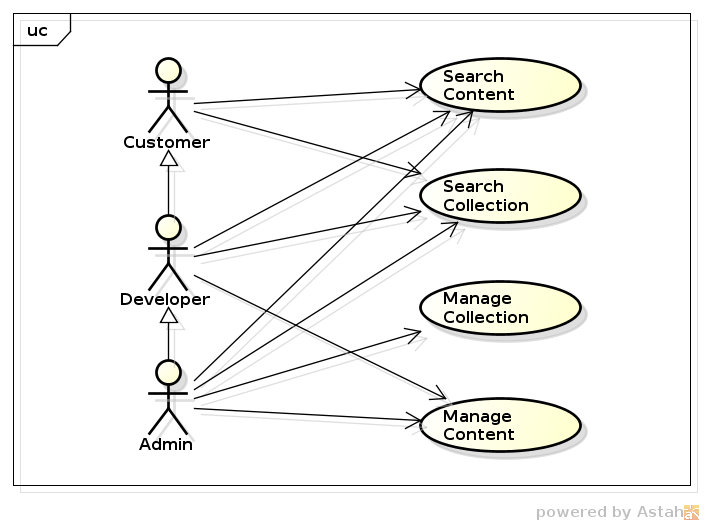 uc
Search
Content
Customer
Search
Collection
Developer
Manage
Collection
Manage
Content
Admin
powered by Astah